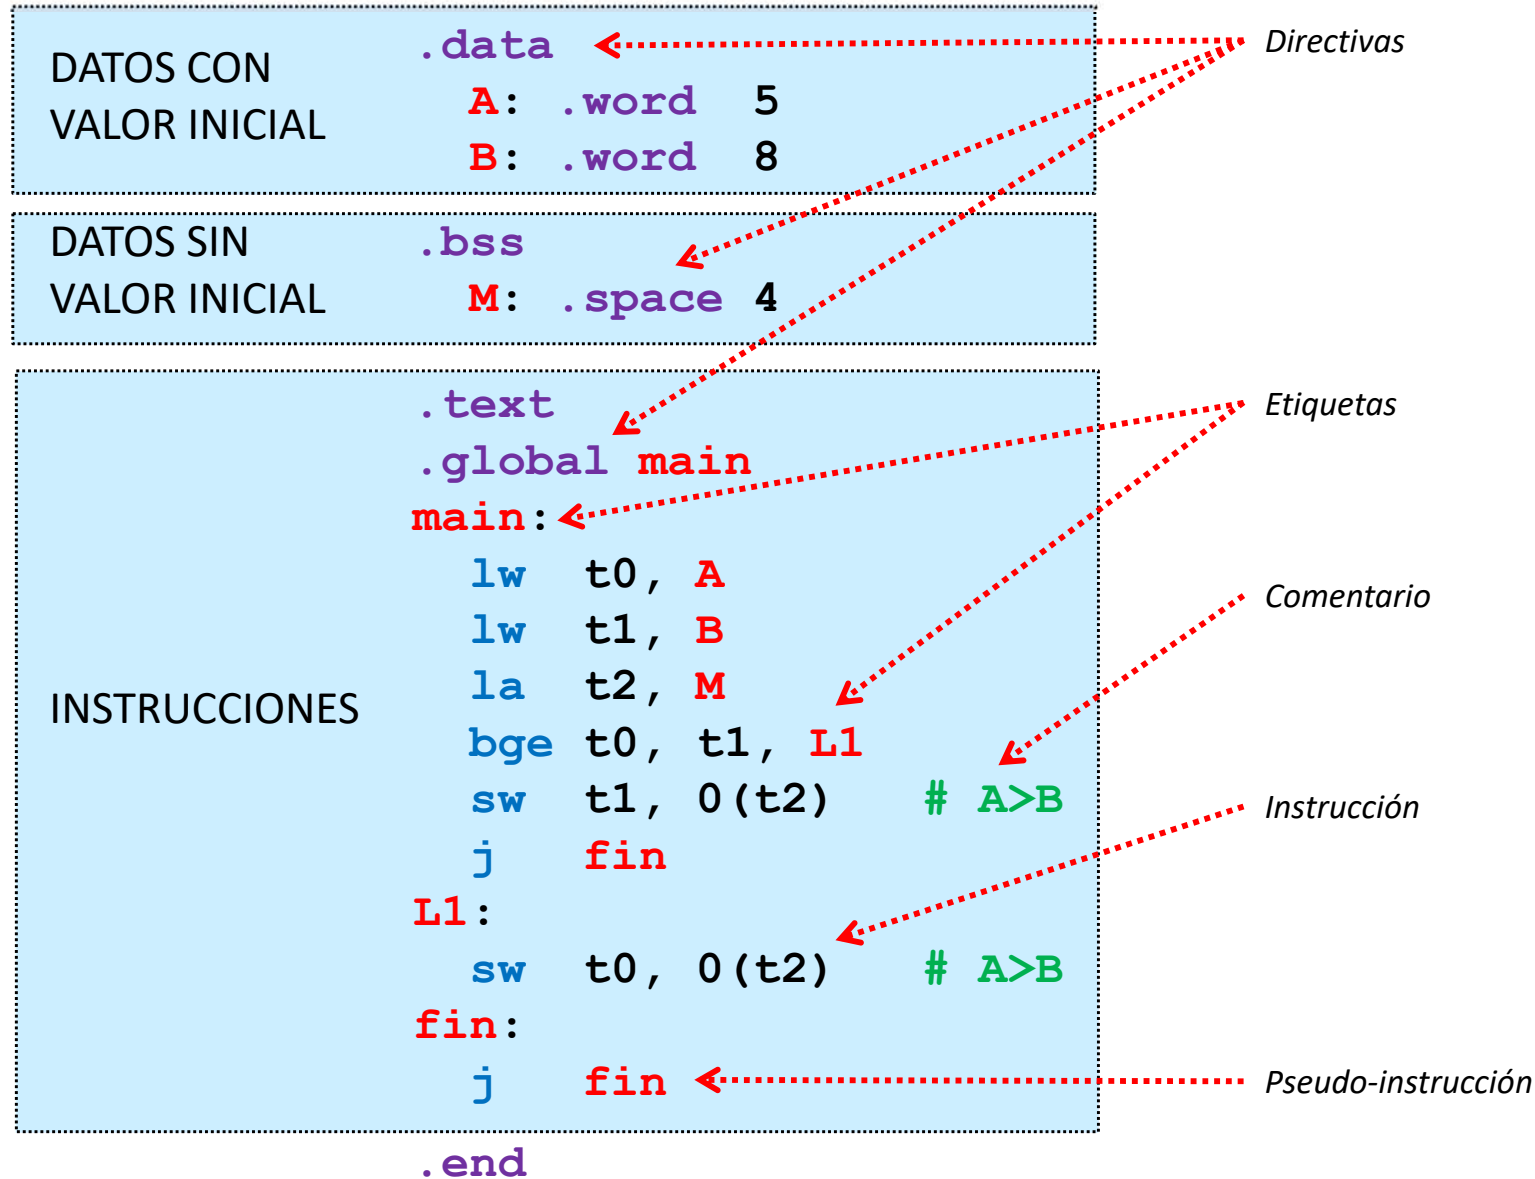 DATOS CON
VALOR INICIAL
.data
A: .word 5
B: .word 8
DATOS SIN
VALOR INICIAL
.bss
M: .space 4
INSTRUCCIONES
.text
.global main
main:
lw t0, A
lw t1, B
la t2, M
bge t0, t1, L1
sw t1, 0(t2) # A>B
j fin
L1:
sw t0, 0(t2) # A>B
fin:
j fin
.end
Directivas
Etiquetas
Comentario
Instrucción
Pseudo-instrucción